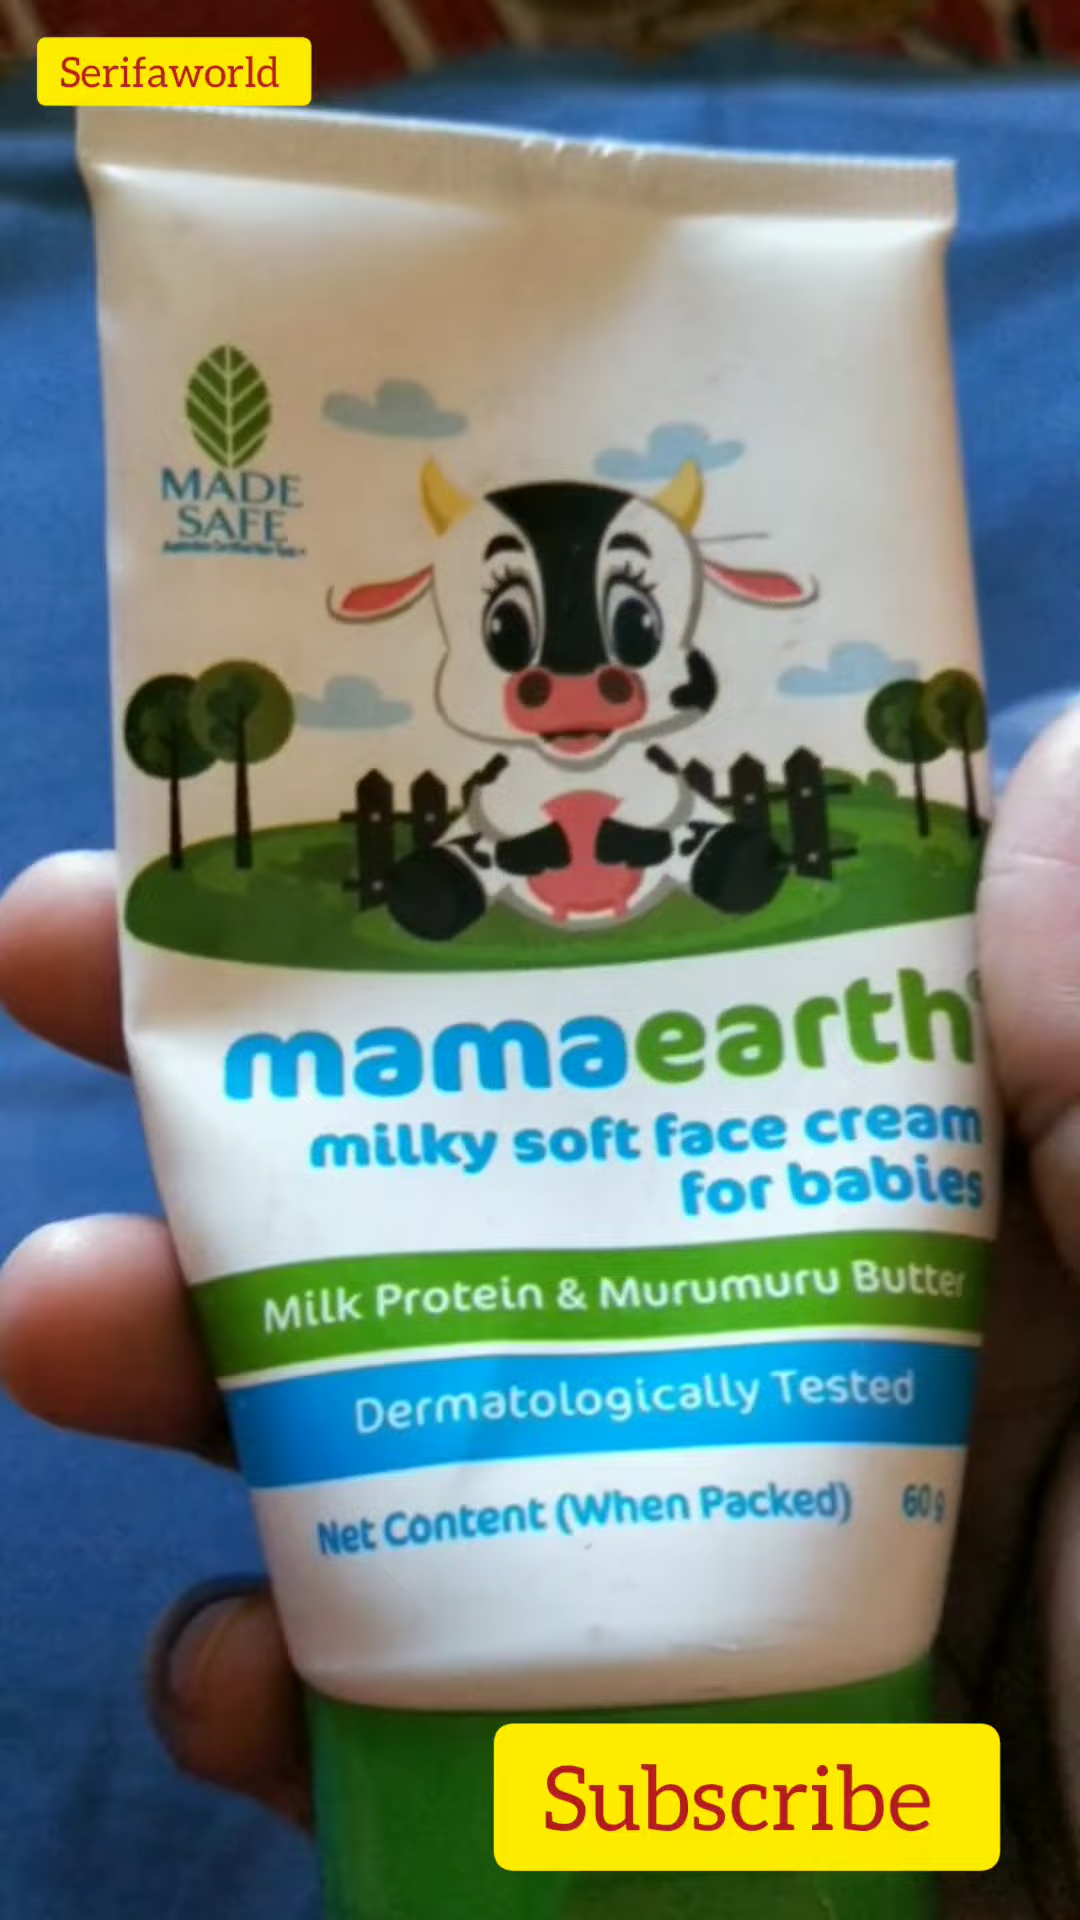 Serifaworld
MADE
SAFE
mamaearth
milky soft face cream
for babies
Milk Protein & Murumuru Butter
Dermatologically Tested
Net Content (When Packed) 60 g
Subscribe